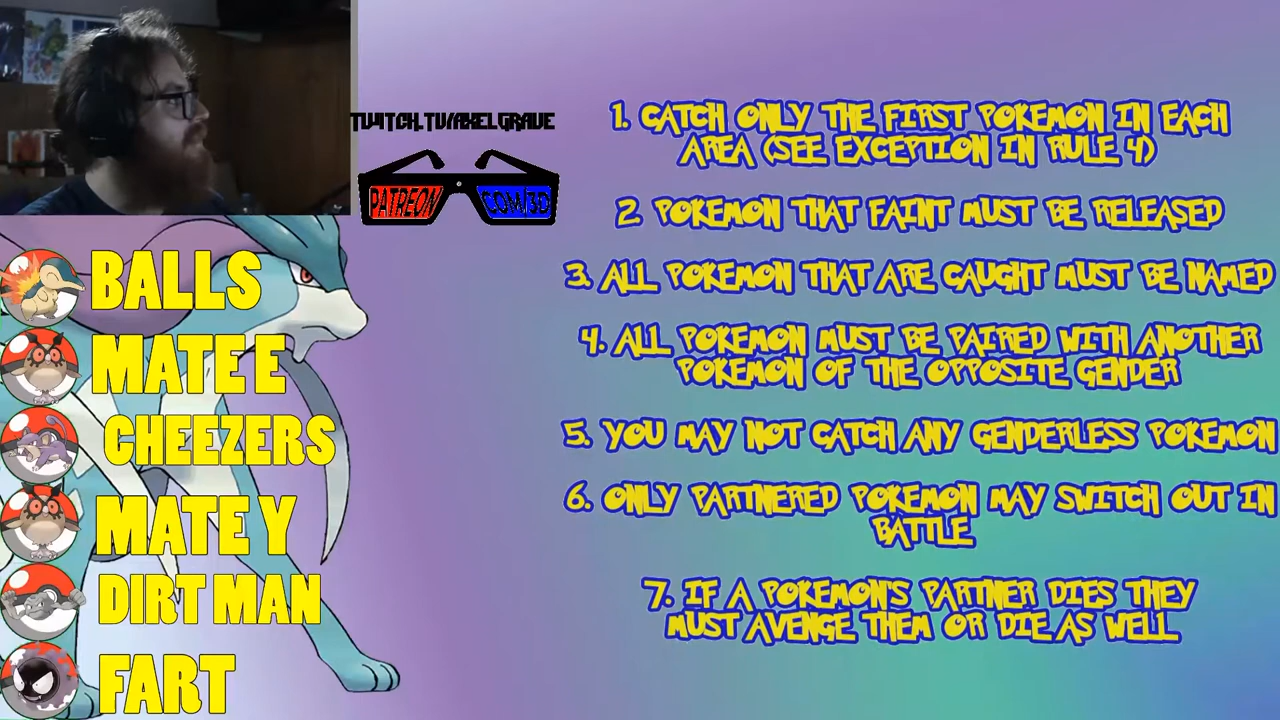 TWITCH.TV/AXELGRAVE
PATREON
COM/3D
1. CATCH ONLY THE FIRST POKEMON IN EACH
AREA (SEE EXCEPTION IN RULE 4)
2. POKEMON THAT FAINT MUST BE RELEASED
3. ALL POKEMON THAT ARE CAUGHT MUST BE NAMED
4. ALL POKEMON MUST BE PAIRED WITH ANOTHER
POKEMON OF THE OPPOSITE GENDER
5. YOU MAY NOT CATCH ANY GENDERLESS POKEMON
6. ONLY PARTNERED POKEMON MAY SWITCH OUT IN
BATTLE
7. IF A POKEMON'S PARTNER DIES THEY
MUST AVENGE THEM OR DIE AS WELL
BALLS
MATE E
CHEEZERS
MATE Y
DIRT MAN
FART